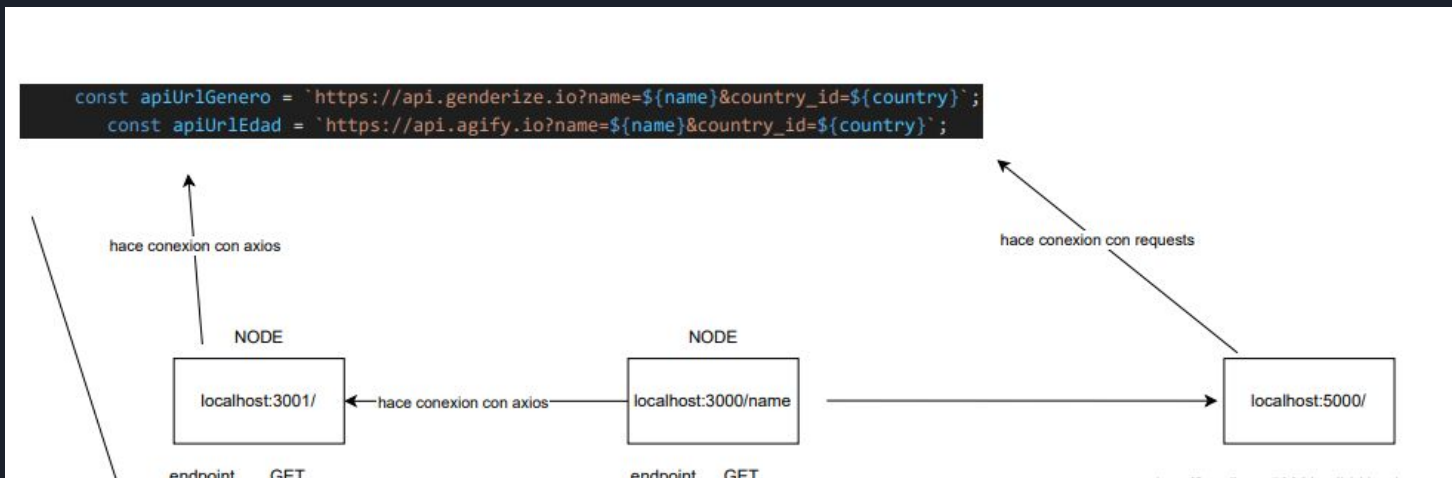 const apiUrlGenero = `https://api.genderize.io?name=${name}&country_id=${country}`;
const apiUrlEdad = `https://api.agify.io?name=${name}&country_id=${country}`;
hace conexion con axios
hace conexion con requests
NODE
NODE
localhost:3001/
hace conexion con axios
localhost:3000/name
localhost:5000/
endpoint GET
endpoint GET